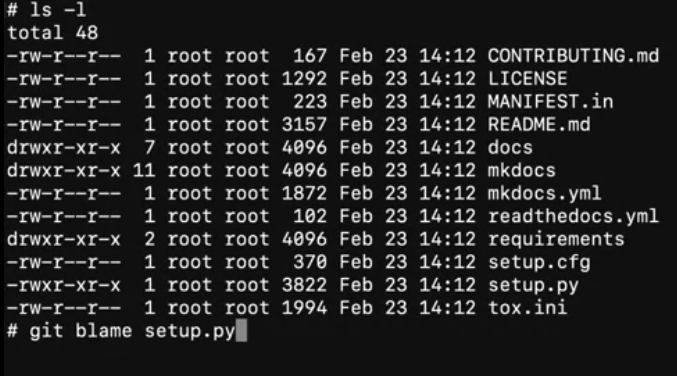 # ls -l
total 48
-rw-r--r--  1 root root  167 Feb 23 14:12 CONTRIBUTING.md
-rw-r--r--  1 root root 1292 Feb 23 14:12 LICENSE
-rw-r--r--  1 root root  223 Feb 23 14:12 MANIFEST.in
-rw-r--r--  1 root root 3157 Feb 23 14:12 README.md
drwxr-xr-x  7 root root 4096 Feb 23 14:12 docs
drwxr-xr-x 11 root root 4096 Feb 23 14:12 mkdocs
-rw-r--r--  1 root root 1872 Feb 23 14:12 mkdocs.yml
-rw-r--r--  1 root root  102 Feb 23 14:12 readthedocs.yml
drwxr-xr-x  2 root root 4096 Feb 23 14:12 requirements
-rw-r--r--  1 root root  370 Feb 23 14:12 setup.cfg
-rwxr-xr-x  1 root root 3822 Feb 23 14:12 setup.py
-rw-r--r--  1 root root 1994 Feb 23 14:12 tox.ini
# git blame setup.py